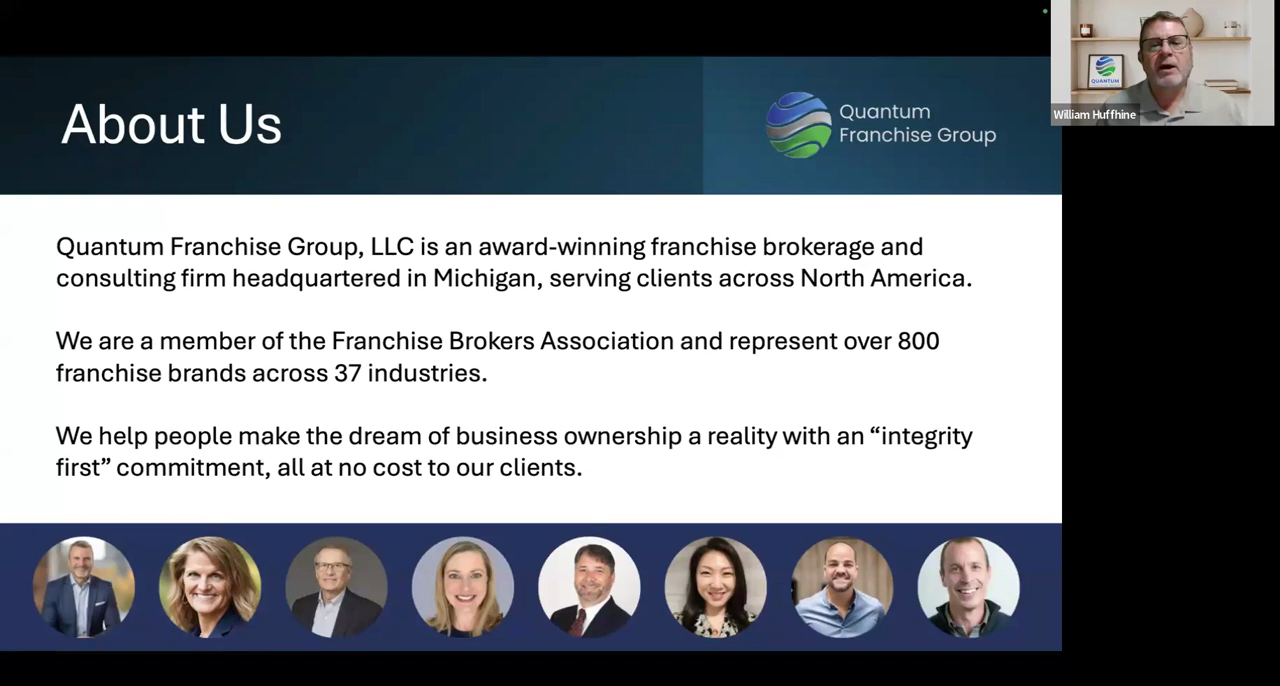 About Us
Quantum
Franchise Group
QUANTUM
William Huffhine
Quantum Franchise Group, LLC is an award-winning franchise brokerage and
consulting firm headquartered in Michigan, serving clients across North America.
We are a member of the Franchise Brokers Association and represent over 800
franchise brands across 37 industries.
We help people make the dream of business ownership a reality with an “integrity
first” commitment, all at no cost to our clients.